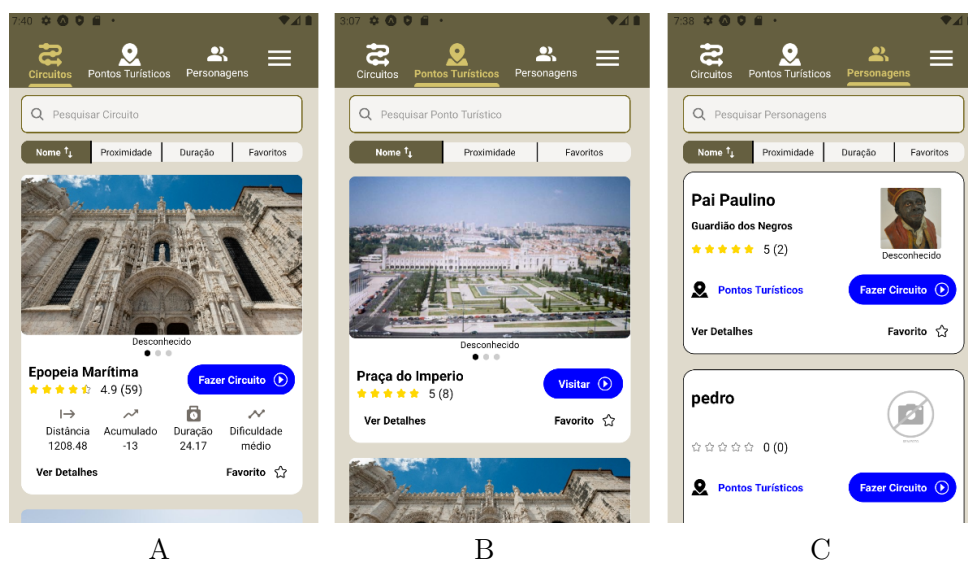 7:40
Circuitos
Pontos Turísticos
Personagens
Pesquisar Circuito
Nome
Proximidade
Duração
Favoritos
Desconhecido
Epopeia Marítima
4.9 (59)
Fazer Circuito
Distância
Acumulado
Duração
Dificuldade
1208.48
-13
24.17
médio
Ver Detalhes
Favorito
A
3:07
Circuitos
Pontos Turísticos
Personagens
Pesquisar Ponto Turístico
Nome
Proximidade
Favoritos
Desconhecido
Praça do Imperio
5 (8)
Visitar
Ver Detalhes
Favorito
B
7:38
Circuitos
Pontos Turísticos
Personagens
Pesquisar Personagens
Nome
Proximidade
Duração
Favoritos
Pai Paulino
Guardião dos Negros
5 (2)
Desconhecido
Pontos Turísticos
Fazer Circuito
Ver Detalhes
Favorito
pedro
0 (0)
Pontos Turísticos
Fazer Circuito
C